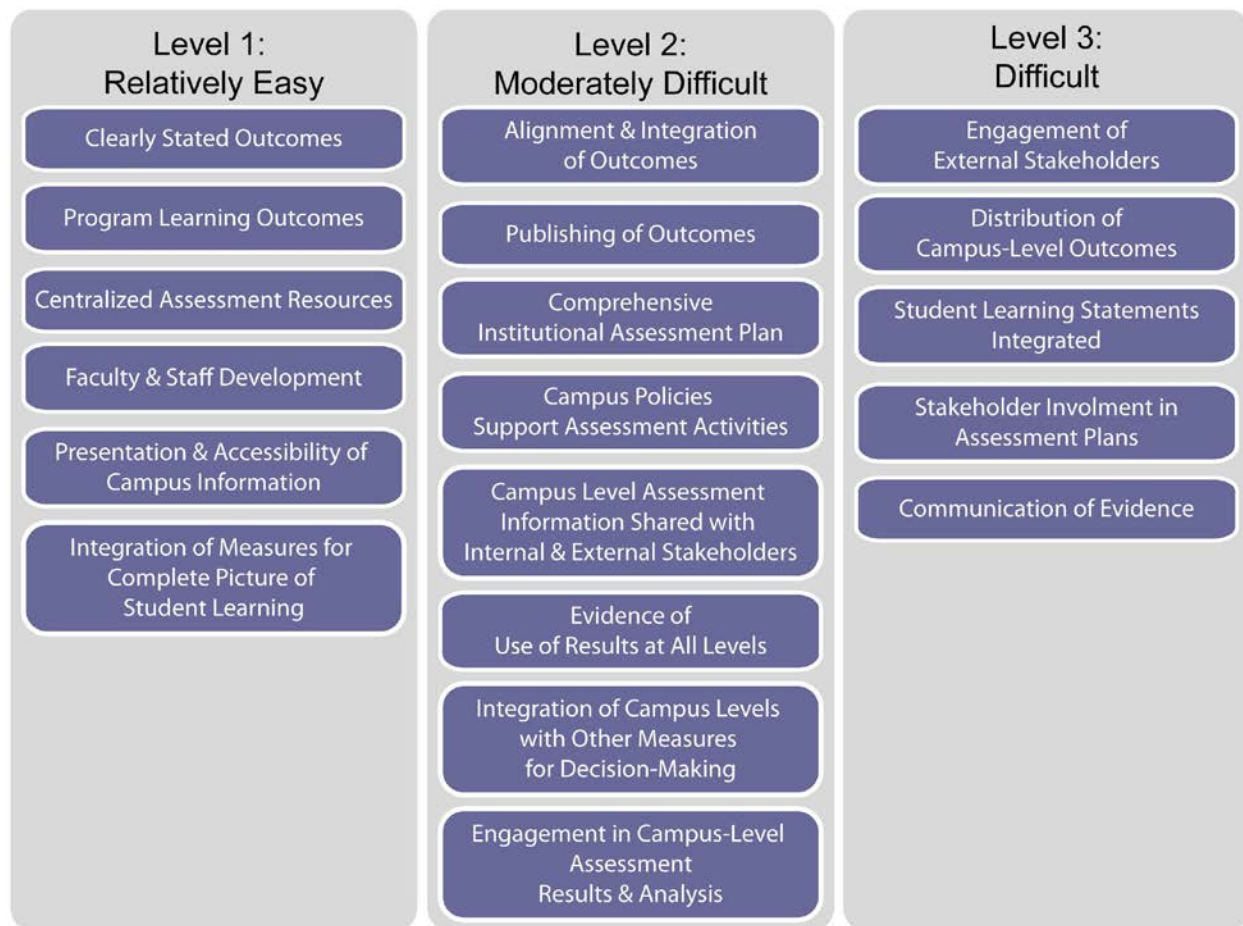 Level 1:
Relatively Easy
Clearly Stated Outcomes
Program Learning Outcomes
Centralized Assessment Resources
Faculty & Staff Development
Presentation & Accessibility of
Campus Information
Integration of Measures for
Complete Picture of
Student Learning
Level 2:
Moderately Difficult
Alignment & Integration
of Outcomes
Publishing of Outcomes
Comprehensive
Institutional Assessment Plan
Campus Policies
Support Assessment Activities
Campus Level Assessment
Information Shared with
Internal & External Stakeholders
Evidence of
Use of Results at All Levels
Integration of Campus Levels
with Other Measures
for Decision-Making
Engagement in Campus-Level
Assessment
Results & Analysis
Level 3:
Difficult
Engagement of
External Stakeholders
Distribution of
Campus-Level Outcomes
Student Learning Statements
Integrated
Stakeholder Involment in
Assessment Plans
Communication of Evidence